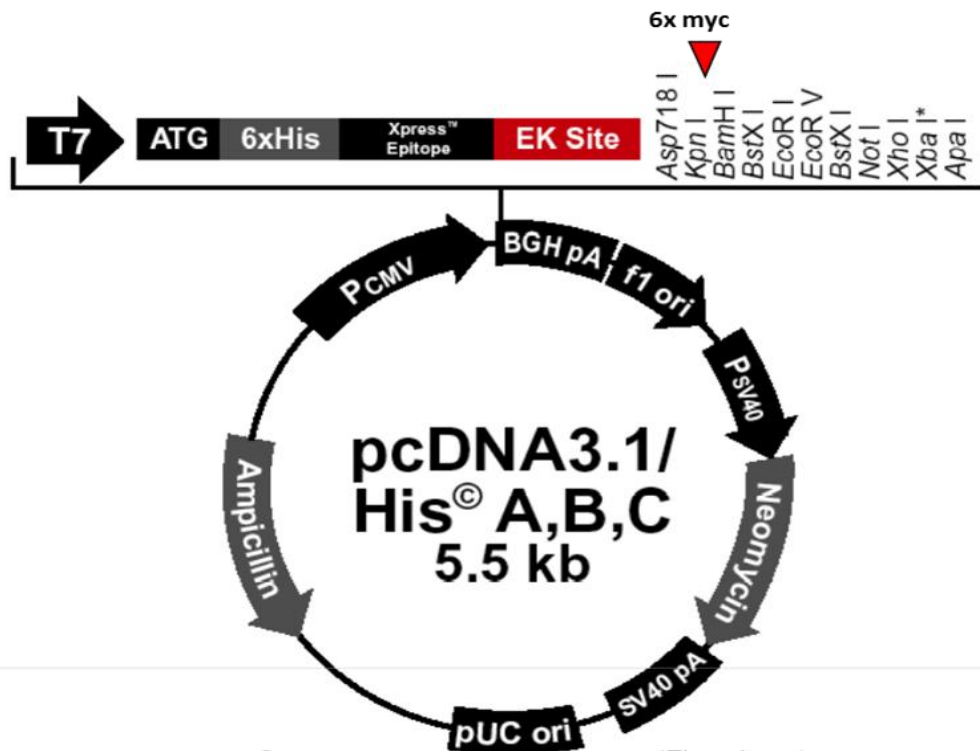 6x myc
T7
ATG
6xHis
Xpress™
Epitope
EK Site
Asp718 I
Kpn I
BamH I
BstX I
EcoR I
EcoR V
BstX I
Not I
Xho I
Xba I*
Apa I
PCMV
BGH pA
f1 ori
PSV40
Neomycin
SV40 pA
pUC ori
Ampicillin
pcDNA3.1/
His© A,B,C
5.5 kb